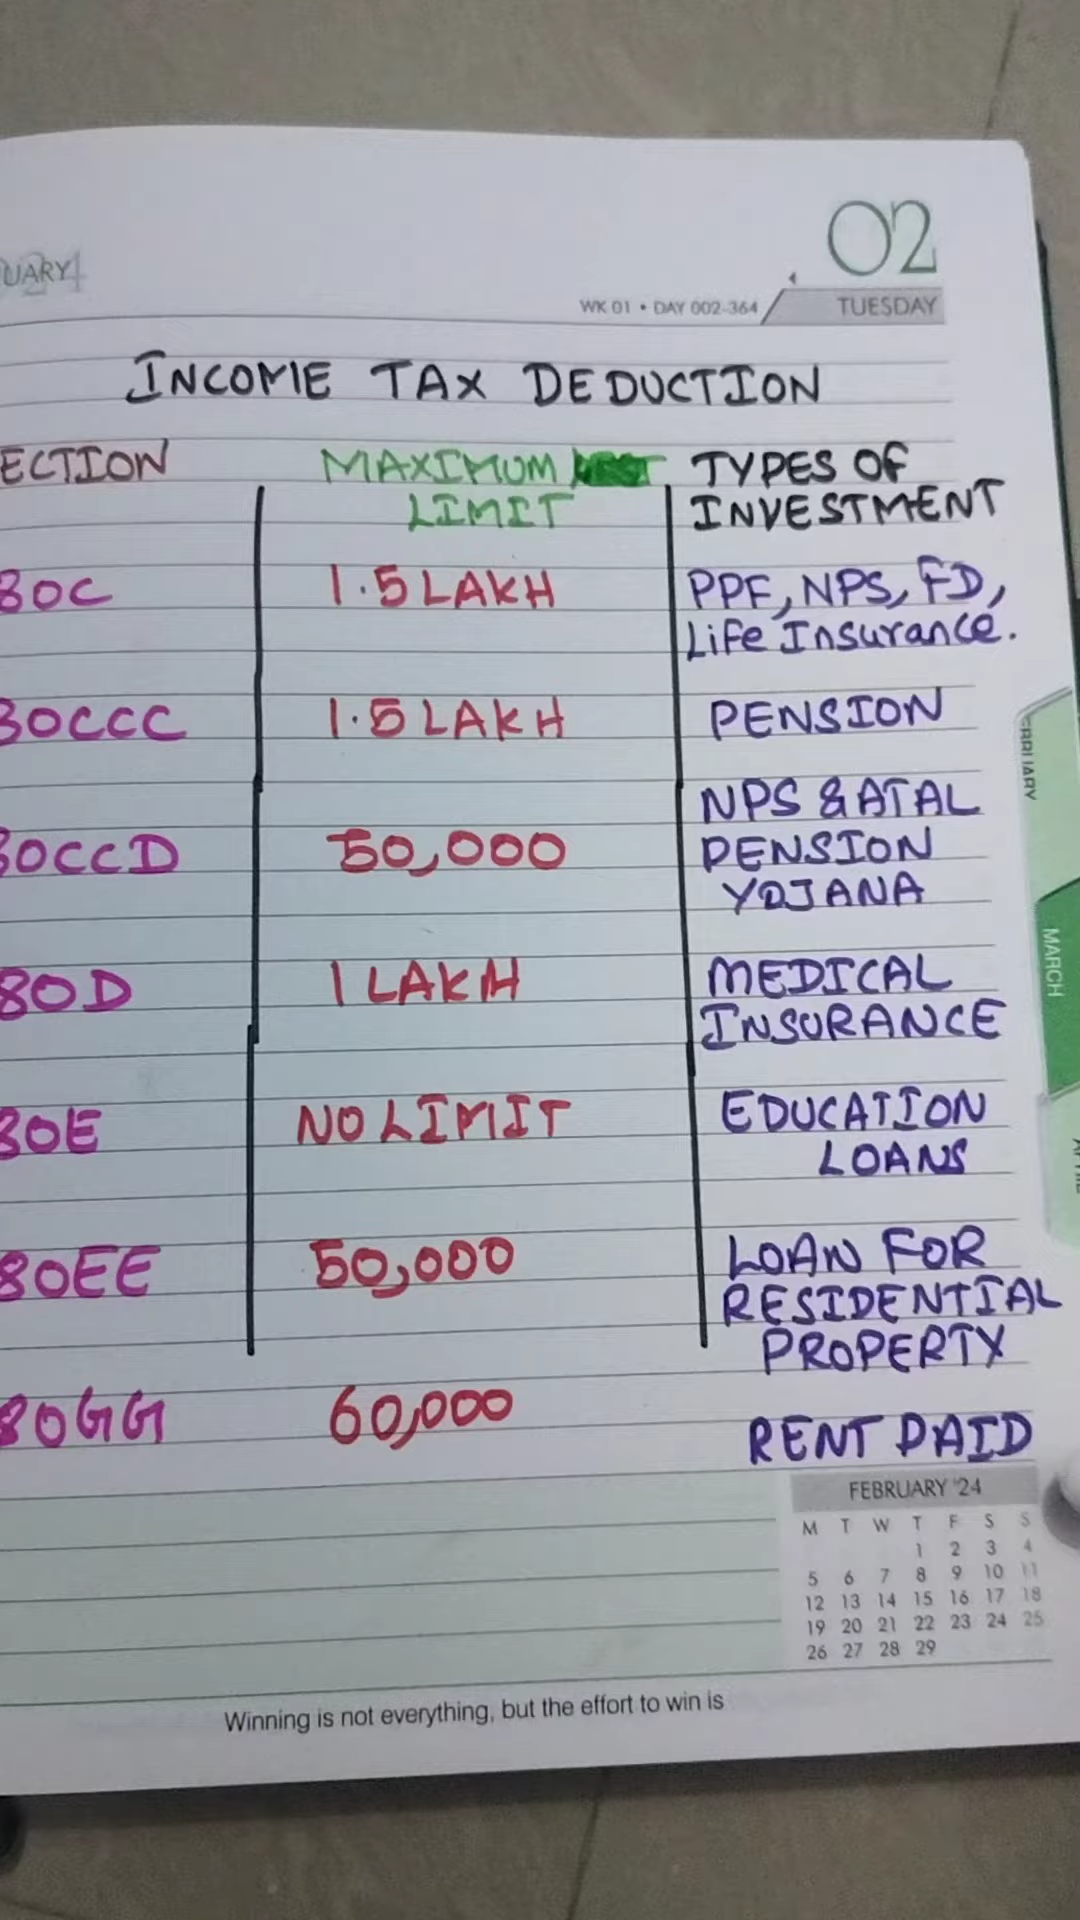 UARY
02
WK 01 • DAY 002-364
TUESDAY
INCOME TAX DEDUCTION
ECTION MAXIMUM LIMIT TYPES OF INVESTMENT
80C 1.5 LAKH PPF, NPS, FD,
Life Insurance.
80CCC 1.5 LAKH PENSION
NPS & ATAL
80CCD 50,000 PENSION
YOJANA
80D 1 LAKH MEDICAL
INSURANCE
80E NO LIMIT EDUCATION
LOANS
80EE 50,000 LOAN FOR
RESIDENTIAL
PROPERTY
80GG 60,000 RENT PAID
MARCH
FEBRUARY '24
M T W T F S S
1 2 3 4
5 6 7 8 9 10 11
12 13 14 15 16 17 18
19 20 21 22 23 24 25
26 27 28 29
Winning is not everything, but the effort to win is